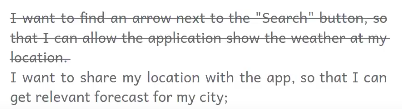 I want to find an arrow next to the "Search" button, so
that I can allow the application show the weather at my
location.
I want to share my location with the app, so that I can
get relevant forecast for my city;